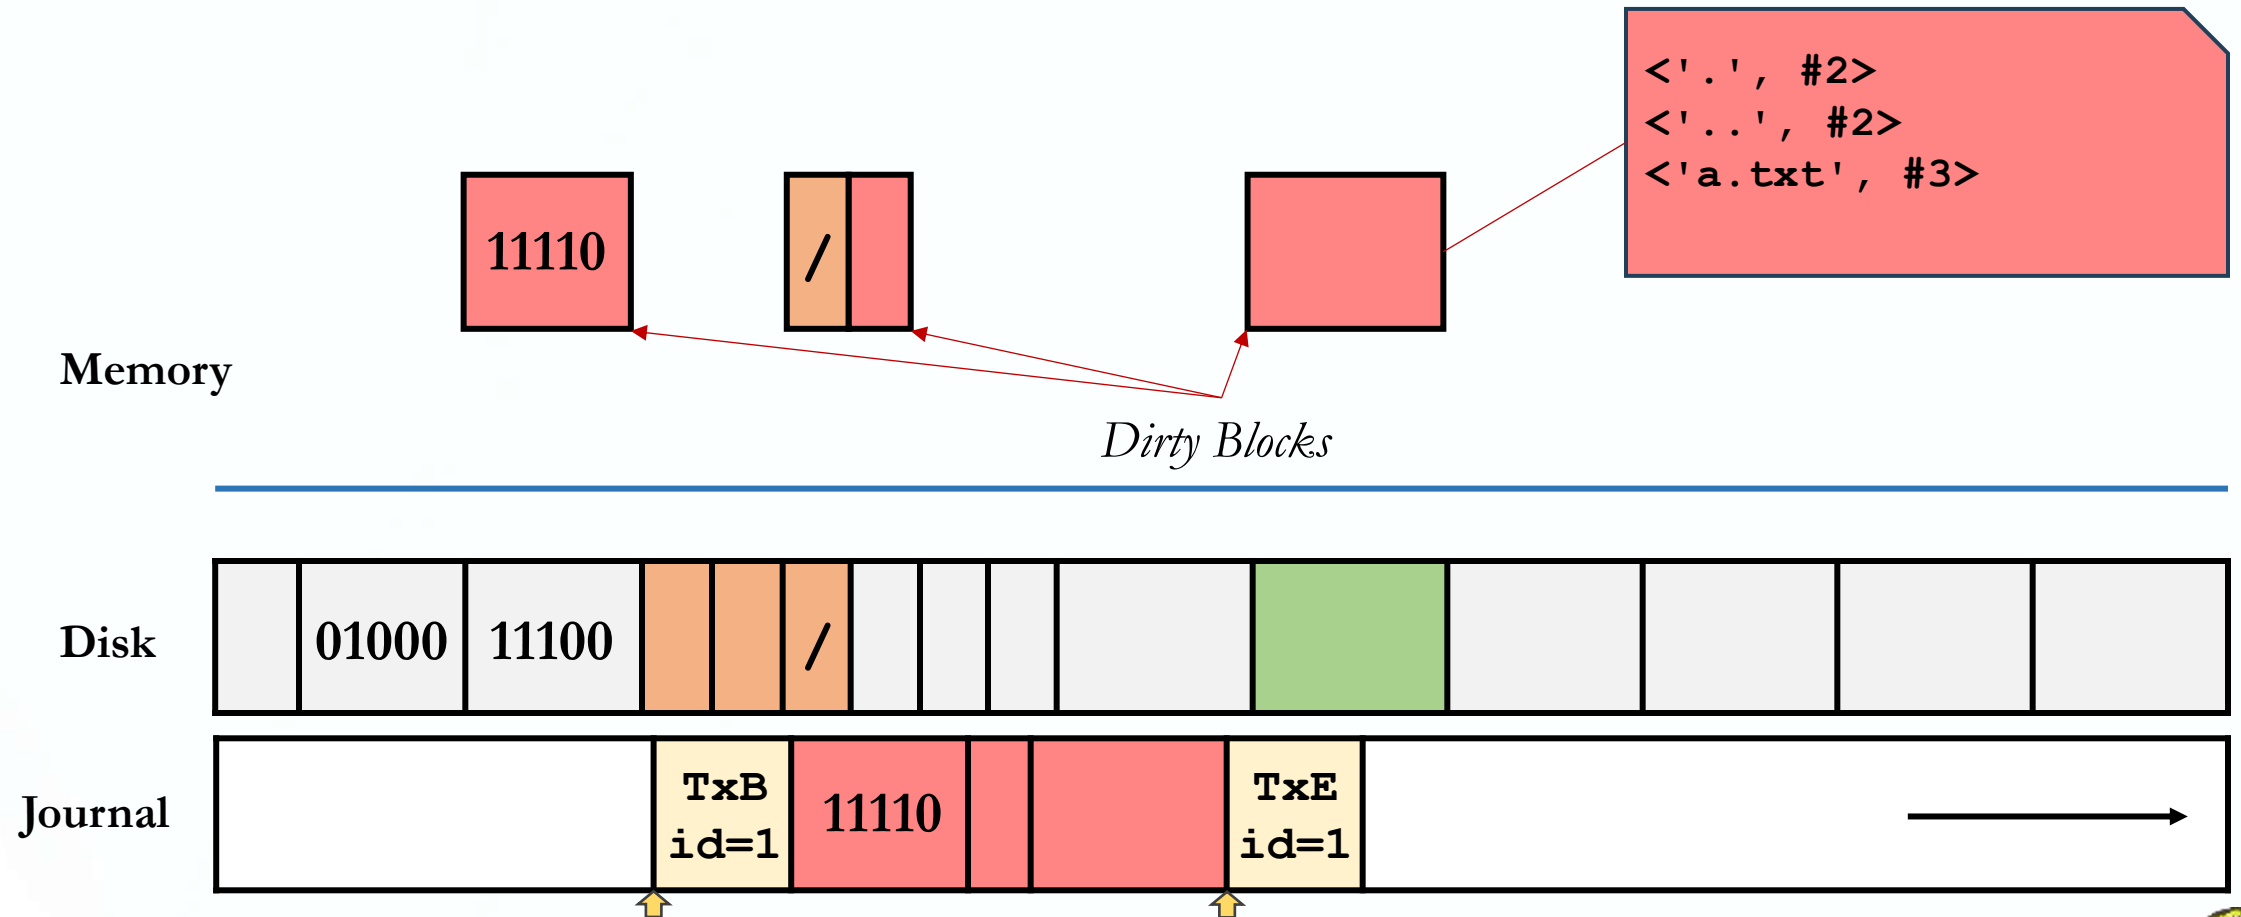 <'.', #2>
<'..', #2>
<'a.txt', #3>
11110
/
Memory
Dirty Blocks
Disk
01000
11100
/
Journal
TxB
id=1
11110
TxE
id=1